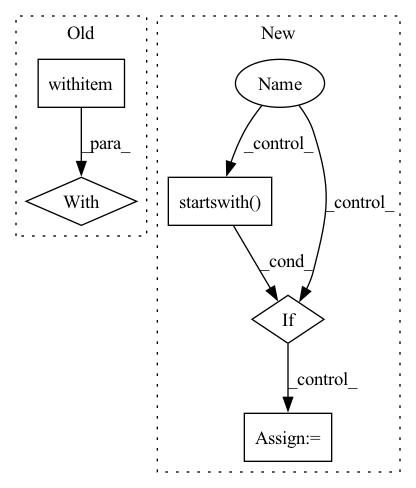 Old
New
withitem
Name
_para_
_control_
With
startswith()
_control_
_cond_
If
_control_
Assign:=